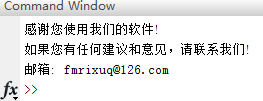 Command Window
感谢您使用我们的软件!
如果您有任何建议和意见，请联系我们!
邮箱: fmrixuq@126.com
fx >>